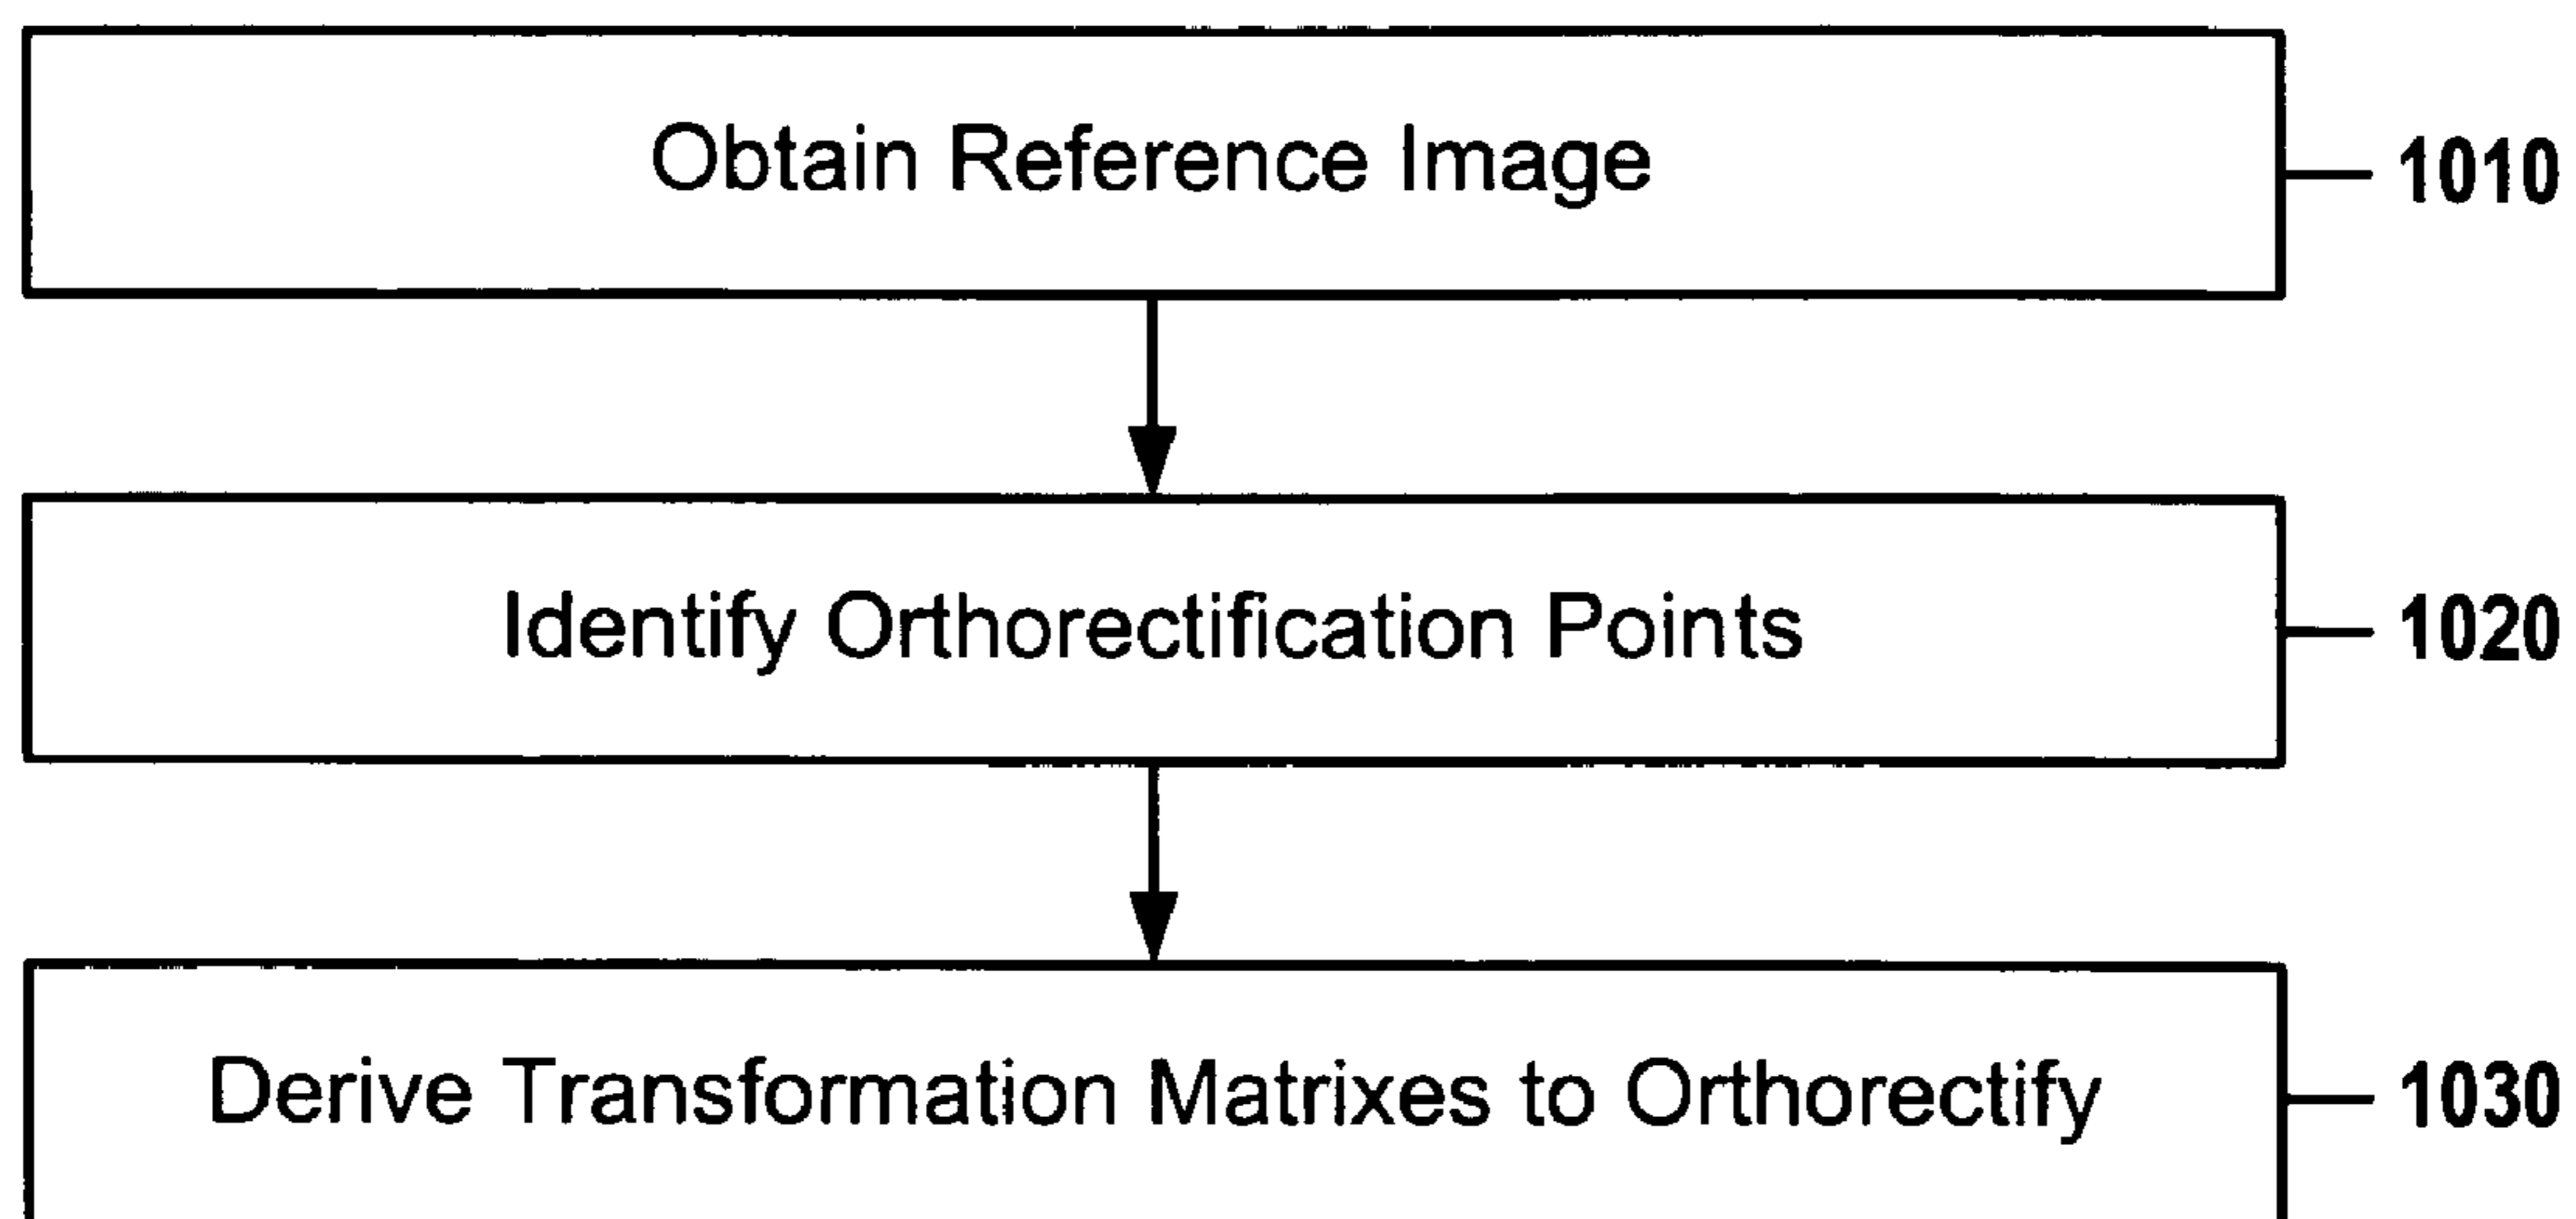 Obtain Reference Image
1010
Identify Orthorectification Points
1020
Derive Transformation Matrixes to Orthorectify
1030